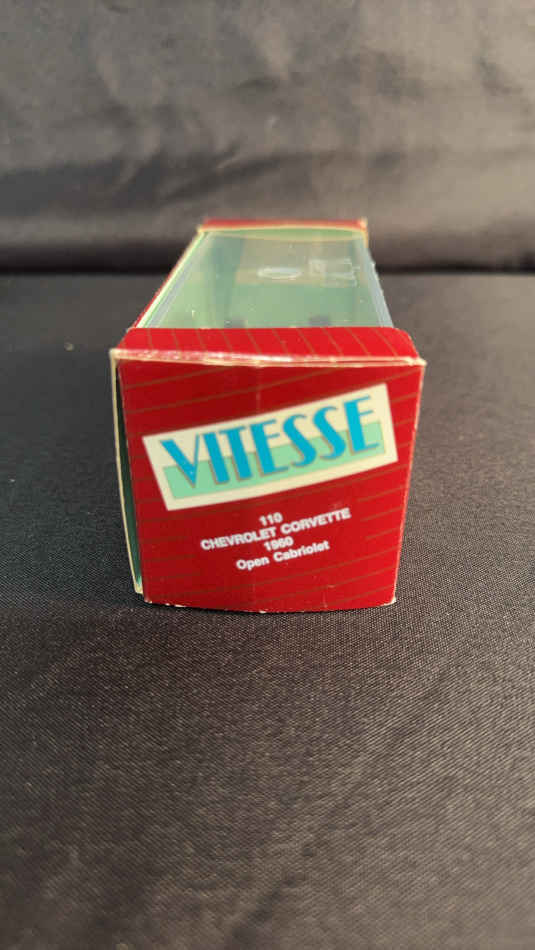 VITESSE
110
CHEVROLET CORVETTE
1960
Open Cabriolet